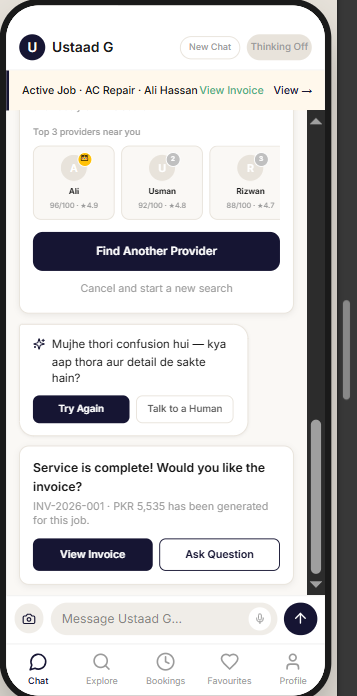 U Ustaad G New Chat Thinking Off
Active Job · AC Repair · Ali Hassan View Invoice View →
Top 3 providers near you
A U 2 R 3
Ali Usman Rizwan
96/100 · ★4.9 92/100 · ★4.8 88/100 · ★4.7
Find Another Provider
Cancel and start a new search
Mujhe thori confusion hui — kya
aap thora aur detail de sakte
hain?
Try Again Talk to a Human
Service is complete! Would you like the
invoice?
INV-2026-001 · PKR 5,535 has been generated
for this job.
View Invoice Ask Question
Message Ustaad G...
Chat Explore Bookings Favourites Profile